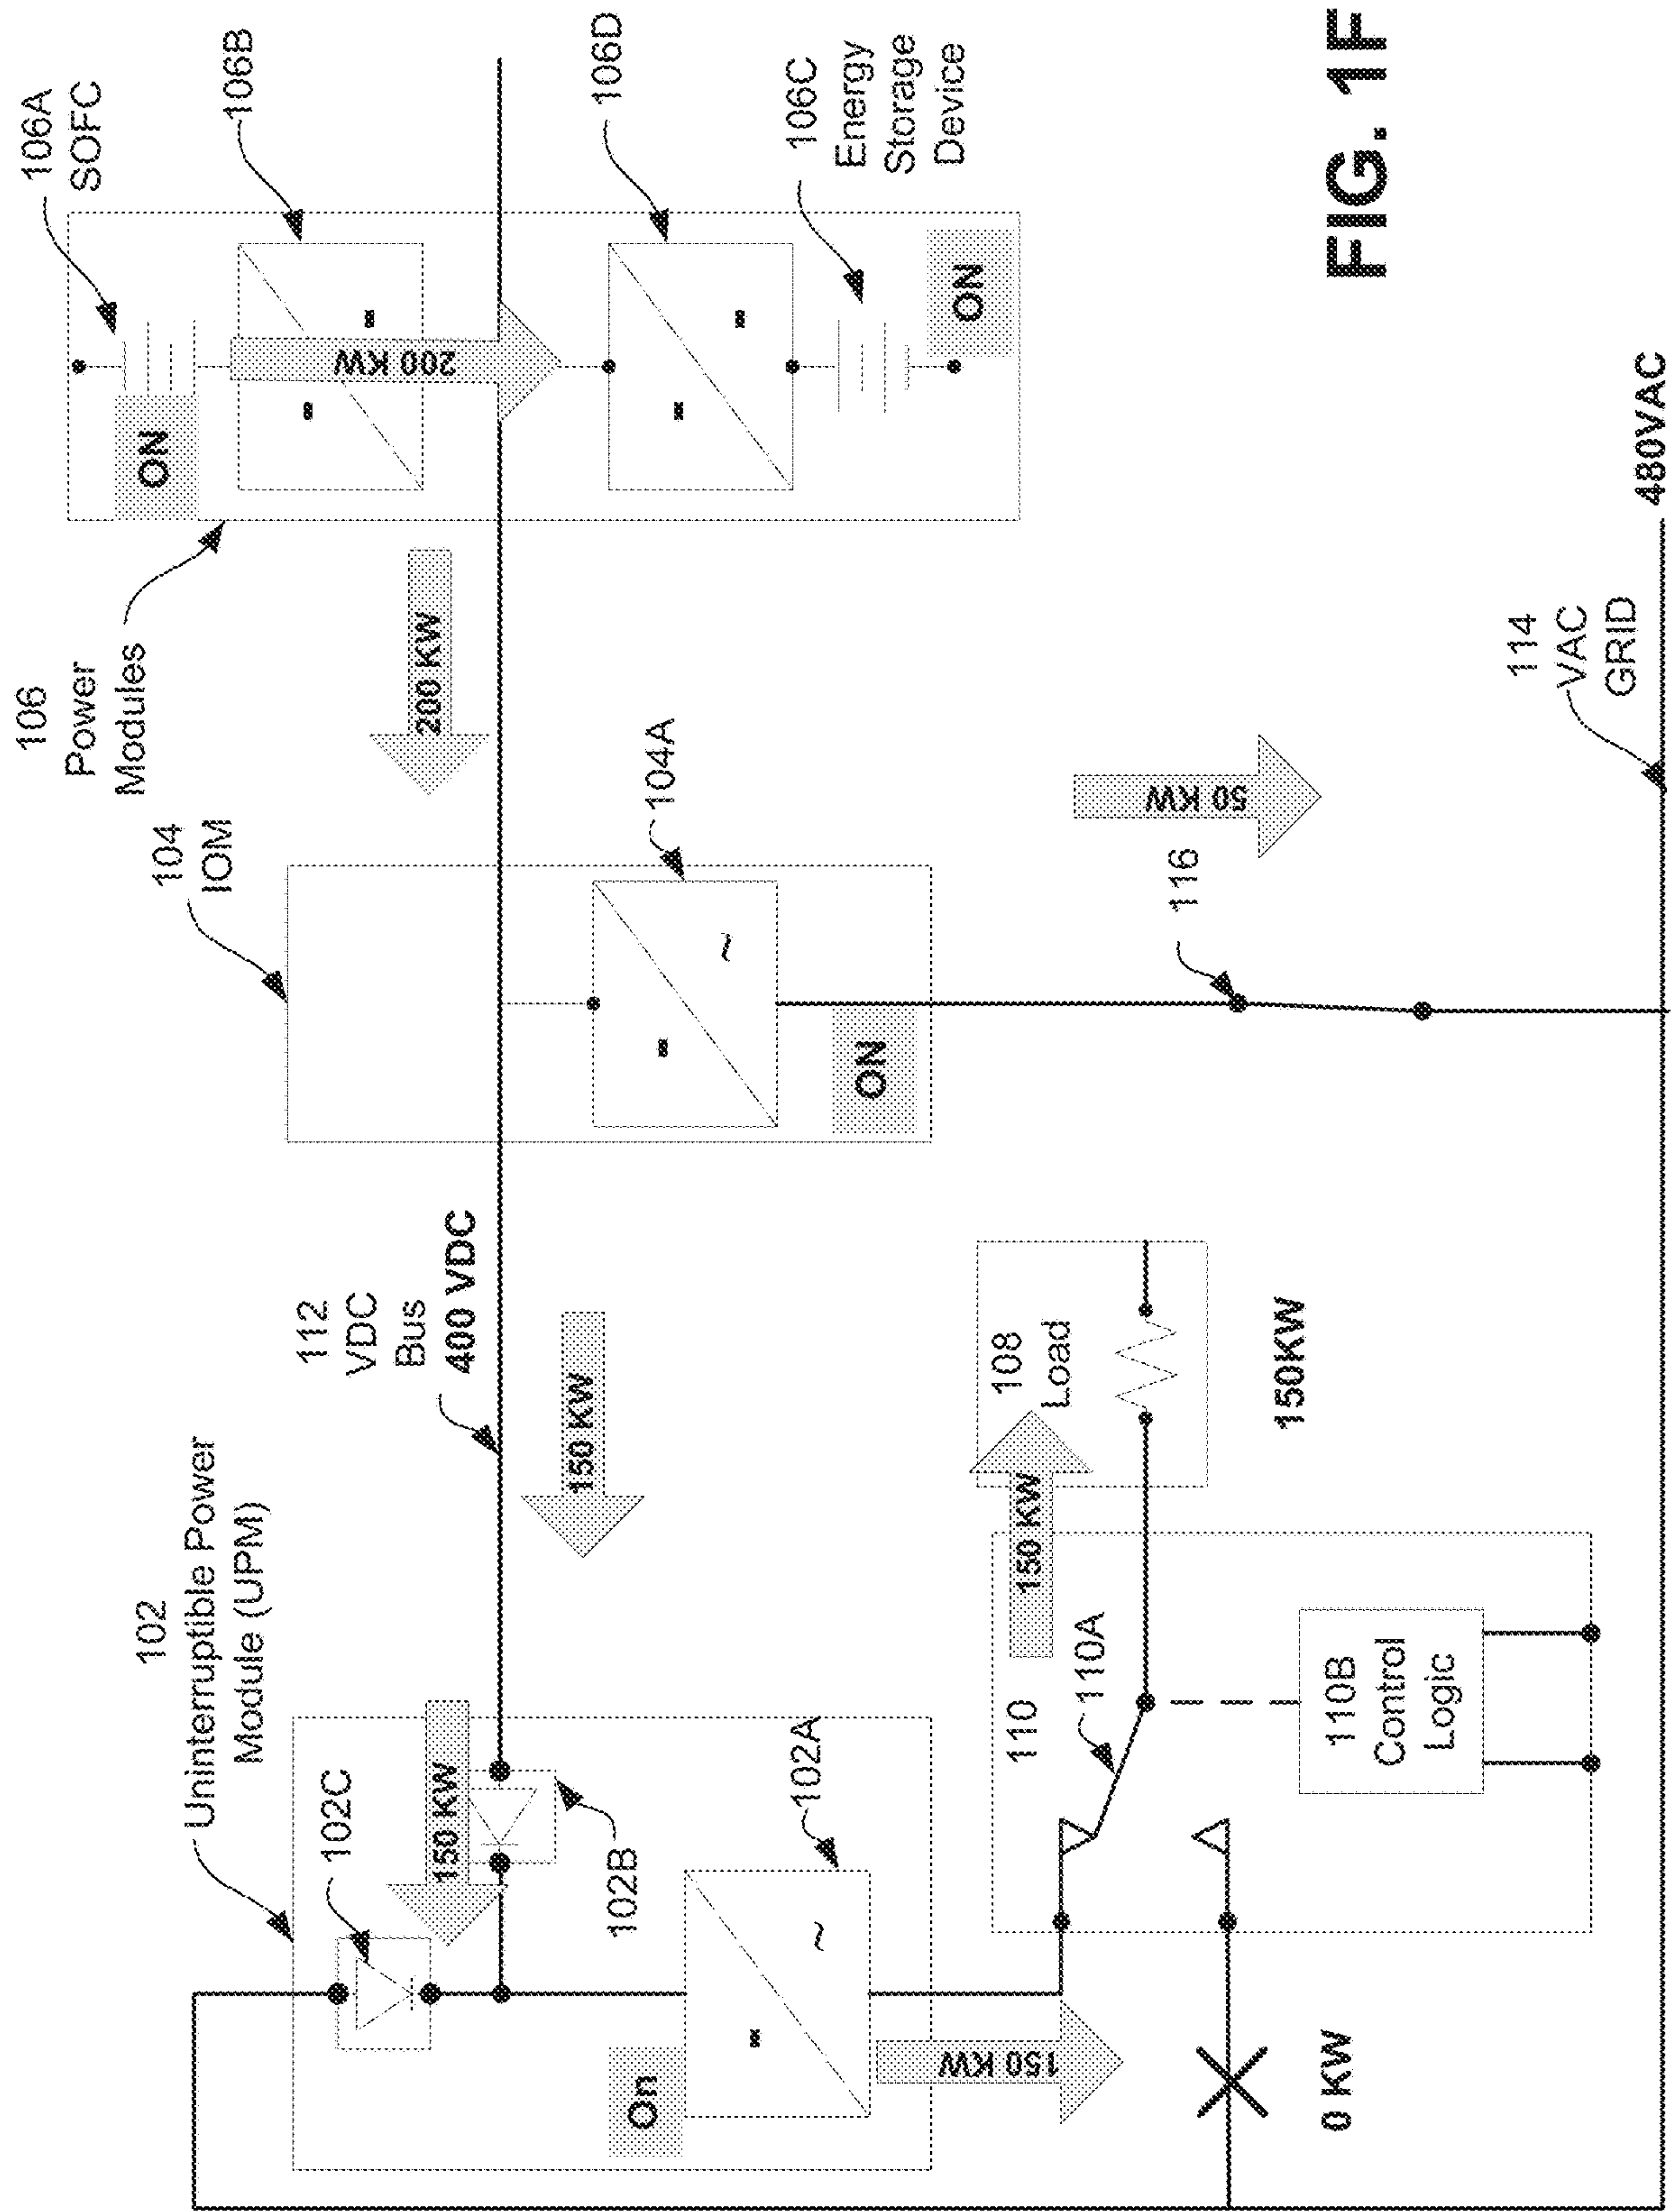 102
Uninterruptible Power
Module (UPM)
102C
150 KW
102B
On
102A
150 KW
112
VDC
Bus
400 VDC
150 KW
104
IOM
104A
ON
106
Power
Modules
200 KW
106A
SOFC
ON
106B
200 KW
106D
106C
Energy
Storage
Device
ON
110
110A
150 KW
108
Load
150KW
110B
Control
Logic
0 KW
116
50 KW
114
VAC
GRID
480VAC
FIG. 1F